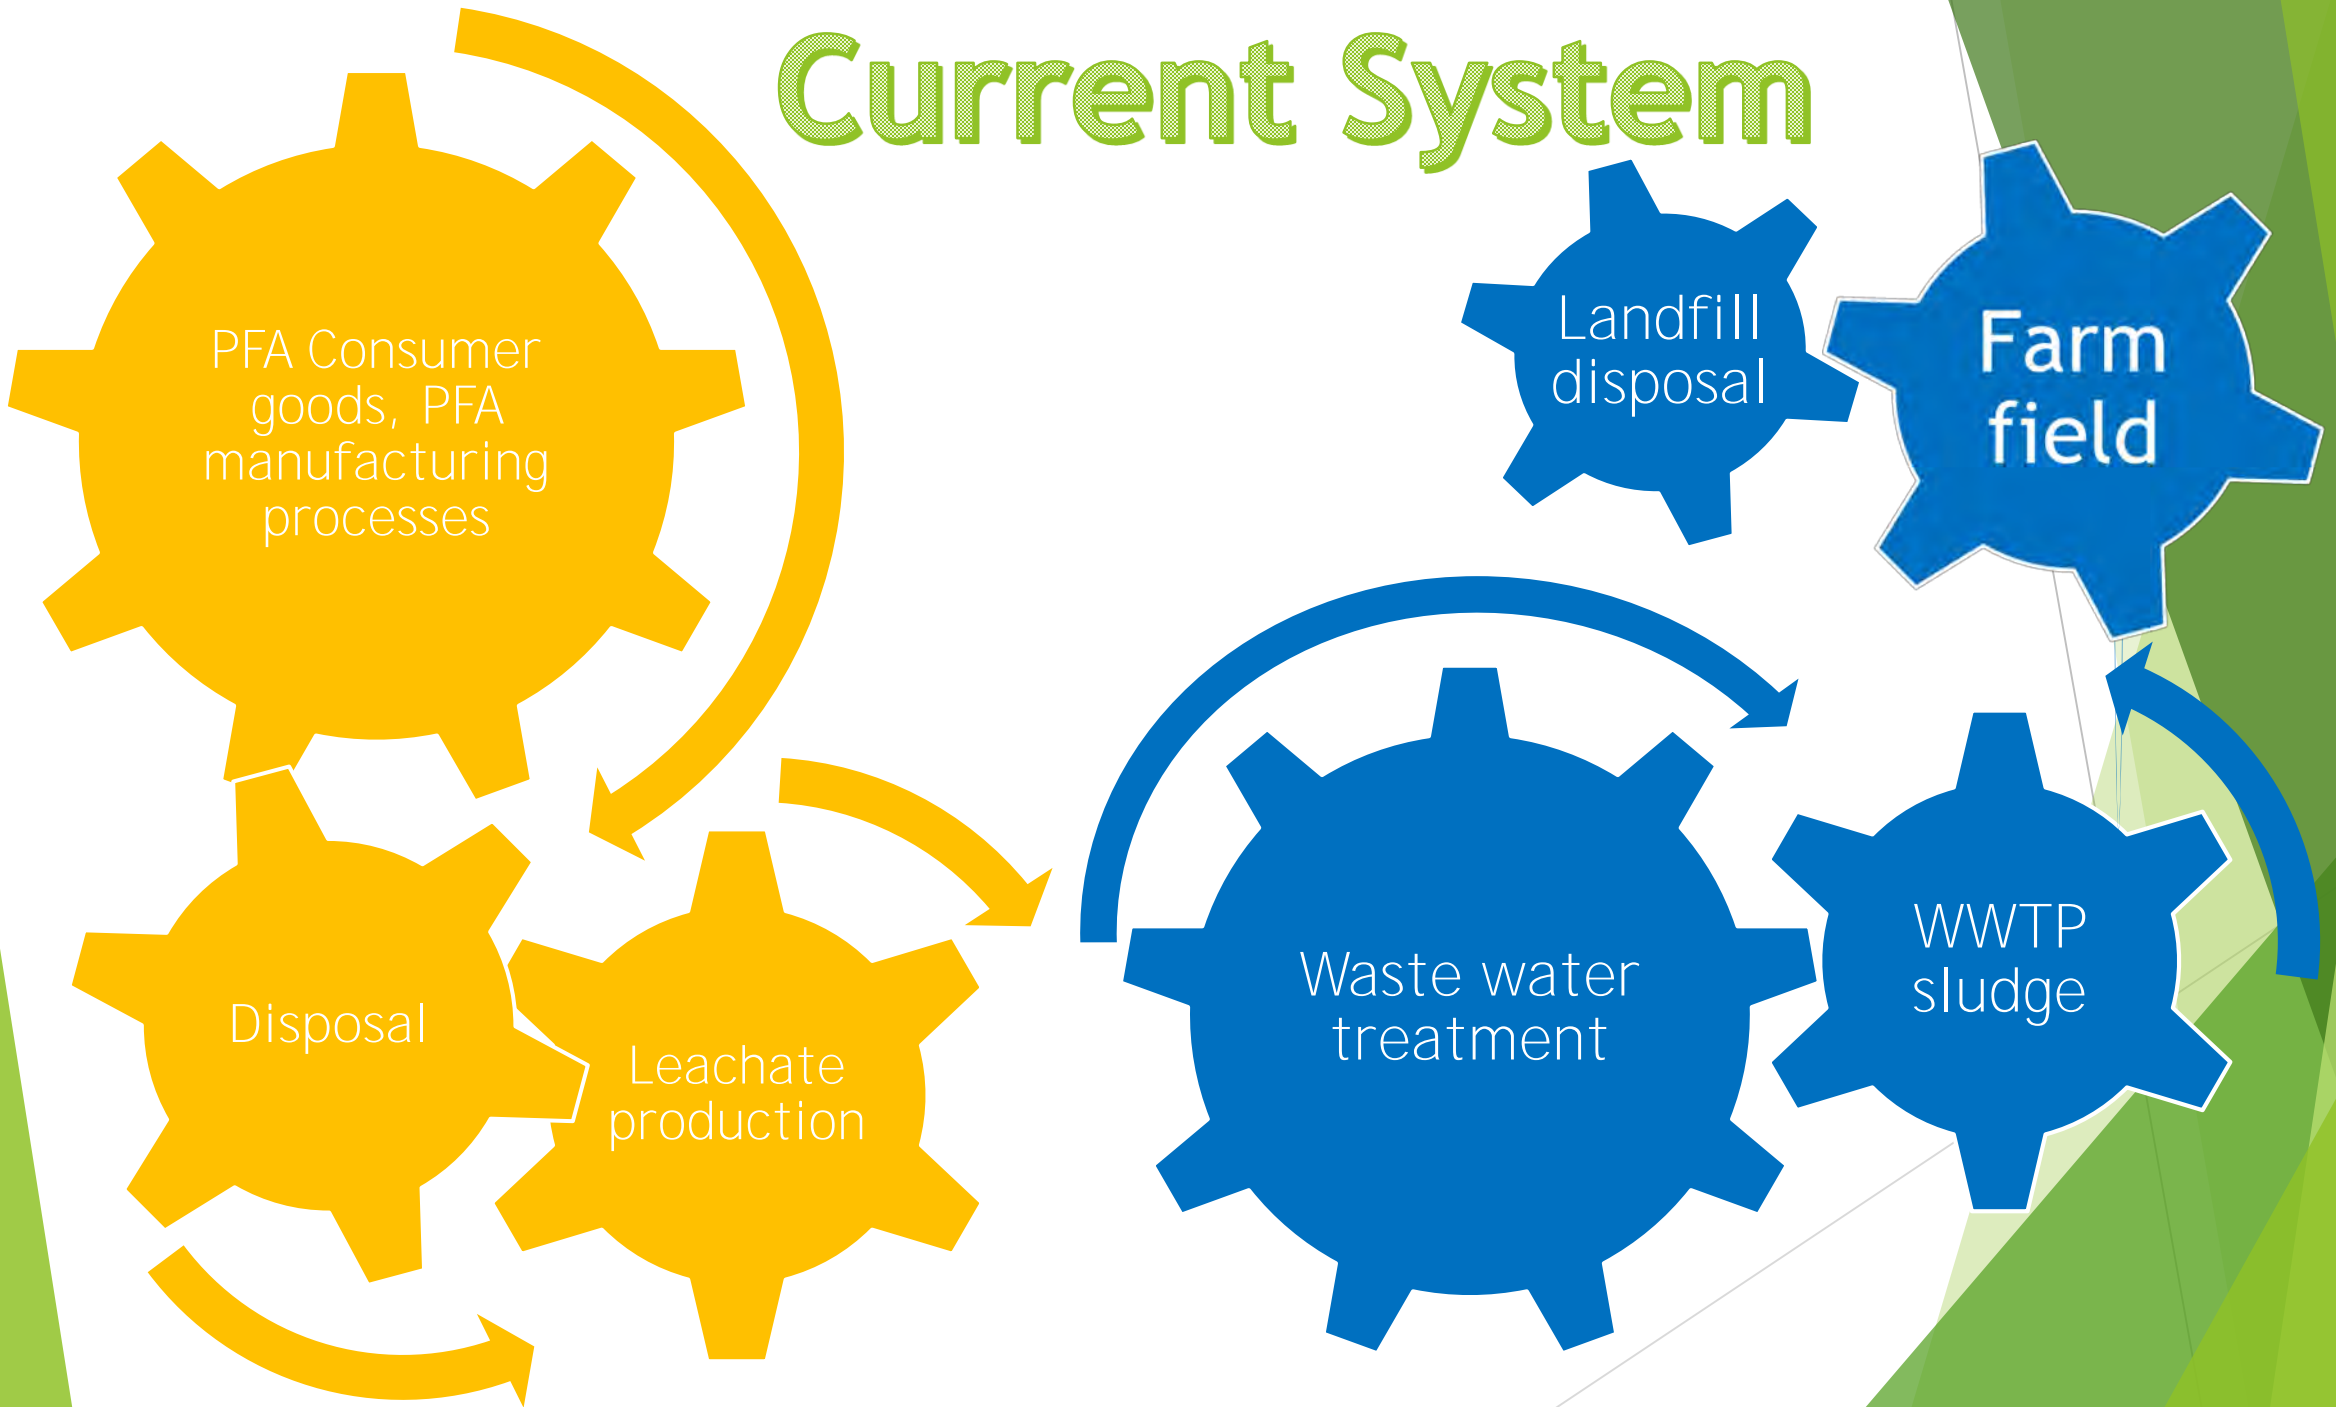 Current System
PFA Consumer
goods, PFA
manufacturing
processes
Disposal
Leachate
production
Waste water
treatment
WWTP
sludge
Landfill
disposal
Farm
field